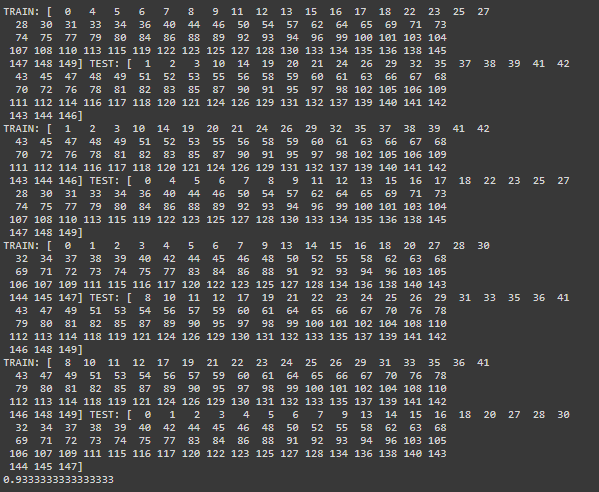 TRAIN: [  0   4   5   6   7   8   9  11  12  13  15  16  17  18  22  23  25  27
  28  30  31  33  34  36  40  44  46  50  54  57  62  64  65  69  71  73
  74  75  77  79  80  84  86  88  89  92  93  94  96  99 100 101 103 104
 107 108 110 113 115 119 122 123 125 127 128 130 133 134 135 136 138 145
 147 148 149] TEST: [  1   2   3  10  14  19  20  21  24  26  29  32  35  37  38  39  41  42
  43  45  47  48  49  51  52  53  55  56  58  59  60  61  63  66  67  68
  70  72  76  78  81  82  83  85  87  90  91  95  97  98 102 105 106 109
 111 112 114 116 117 118 120 121 124 126 129 131 132 137 139 140 141 142
 143 144 146]
TRAIN: [  1   2   3  10  14  19  20  21  24  26  29  32  35  37  38  39  41  42
  43  45  47  48  49  51  52  53  55  56  58  59  60  61  63  66  67  68
  70  72  76  78  81  82  83  85  87  90  91  95  97  98 102 105 106 109
 111 112 114 116 117 118 120 121 124 126 129 131 132 137 139 140 141 142
 143 144 146] TEST: [  0   4   5   6   7   8   9  11  12  13  15  16  17  18  22  23  25  27
  28  30  31  33  34  36  40  44  46  50  54  57  62  64  65  69  71  73
  74  75  77  79  80  84  86  88  89  92  93  94  96  99 100 101 103 104
 107 108 110 113 115 119 122 123 125 127 128 130 133 134 135 136 138 145
 147 148 149]
TRAIN: [  0   1   2   3   4   5   6   7   9  13  14  15  16  18  20  27  28  30
  32  34  37  38  39  40  42  44  45  46  48  50  52  55  58  62  63  68
  69  71  72  73  74  75  77  83  84  86  88  91  92  93  94  96 103 105
 106 107 109 111 115 116 117 120 122 123 125 127 128 134 136 138 140 143
 144 145 147] TEST: [  8  10  11  12  17  19  21  22  23  24  25  26  29  31  33  35  36  41
  43  47  49  51  53  54  56  57  59  60  61  64  65  66  67  70  76  78
  79  80  81  82  85  87  89  90  95  97  98  99 100 101 102 104 108 110
 112 113 114 118 119 121 124 126 129 130 131 132 133 135 137 139 141 142
 146 148 149]
TRAIN: [  8  10  11  12  17  19  21  22  23  24  25  26  29  31  33  35  36  41
  43  47  49  51  53  54  56  57  59  60  61  64  65  66  67  70  76  78
  79  80  81  82  85  87  89  90  95  97  98  99 100 101 102 104 108 110
 112 113 114 118 119 121 124 126 129 130 131 132 133 135 137 139 141 142
 146 148 149] TEST: [  0   1   2   3   4   5   6   7   9  13  14  15  16  18  20  27  28  30
  32  34  37  38  39  40  42  44  45  46  48  50  52  55  58  62  63  68
  69  71  72  73  74  75  77  83  84  86  88  91  92  93  94  96 103 105
 106 107 109 111 115 116 117 120 122 123 125 127 128 134 136 138 140 143
 144 145 147]
0.9333333333333333